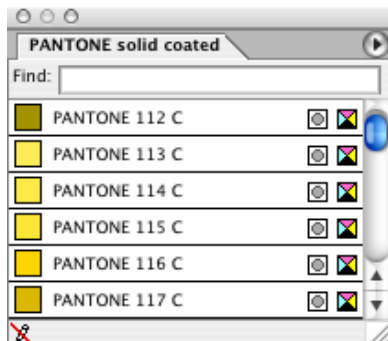 PANTONE solid coated
Find:
PANTONE 112 C
PANTONE 113 C
PANTONE 114 C
PANTONE 115 C
PANTONE 116 C
PANTONE 117 C